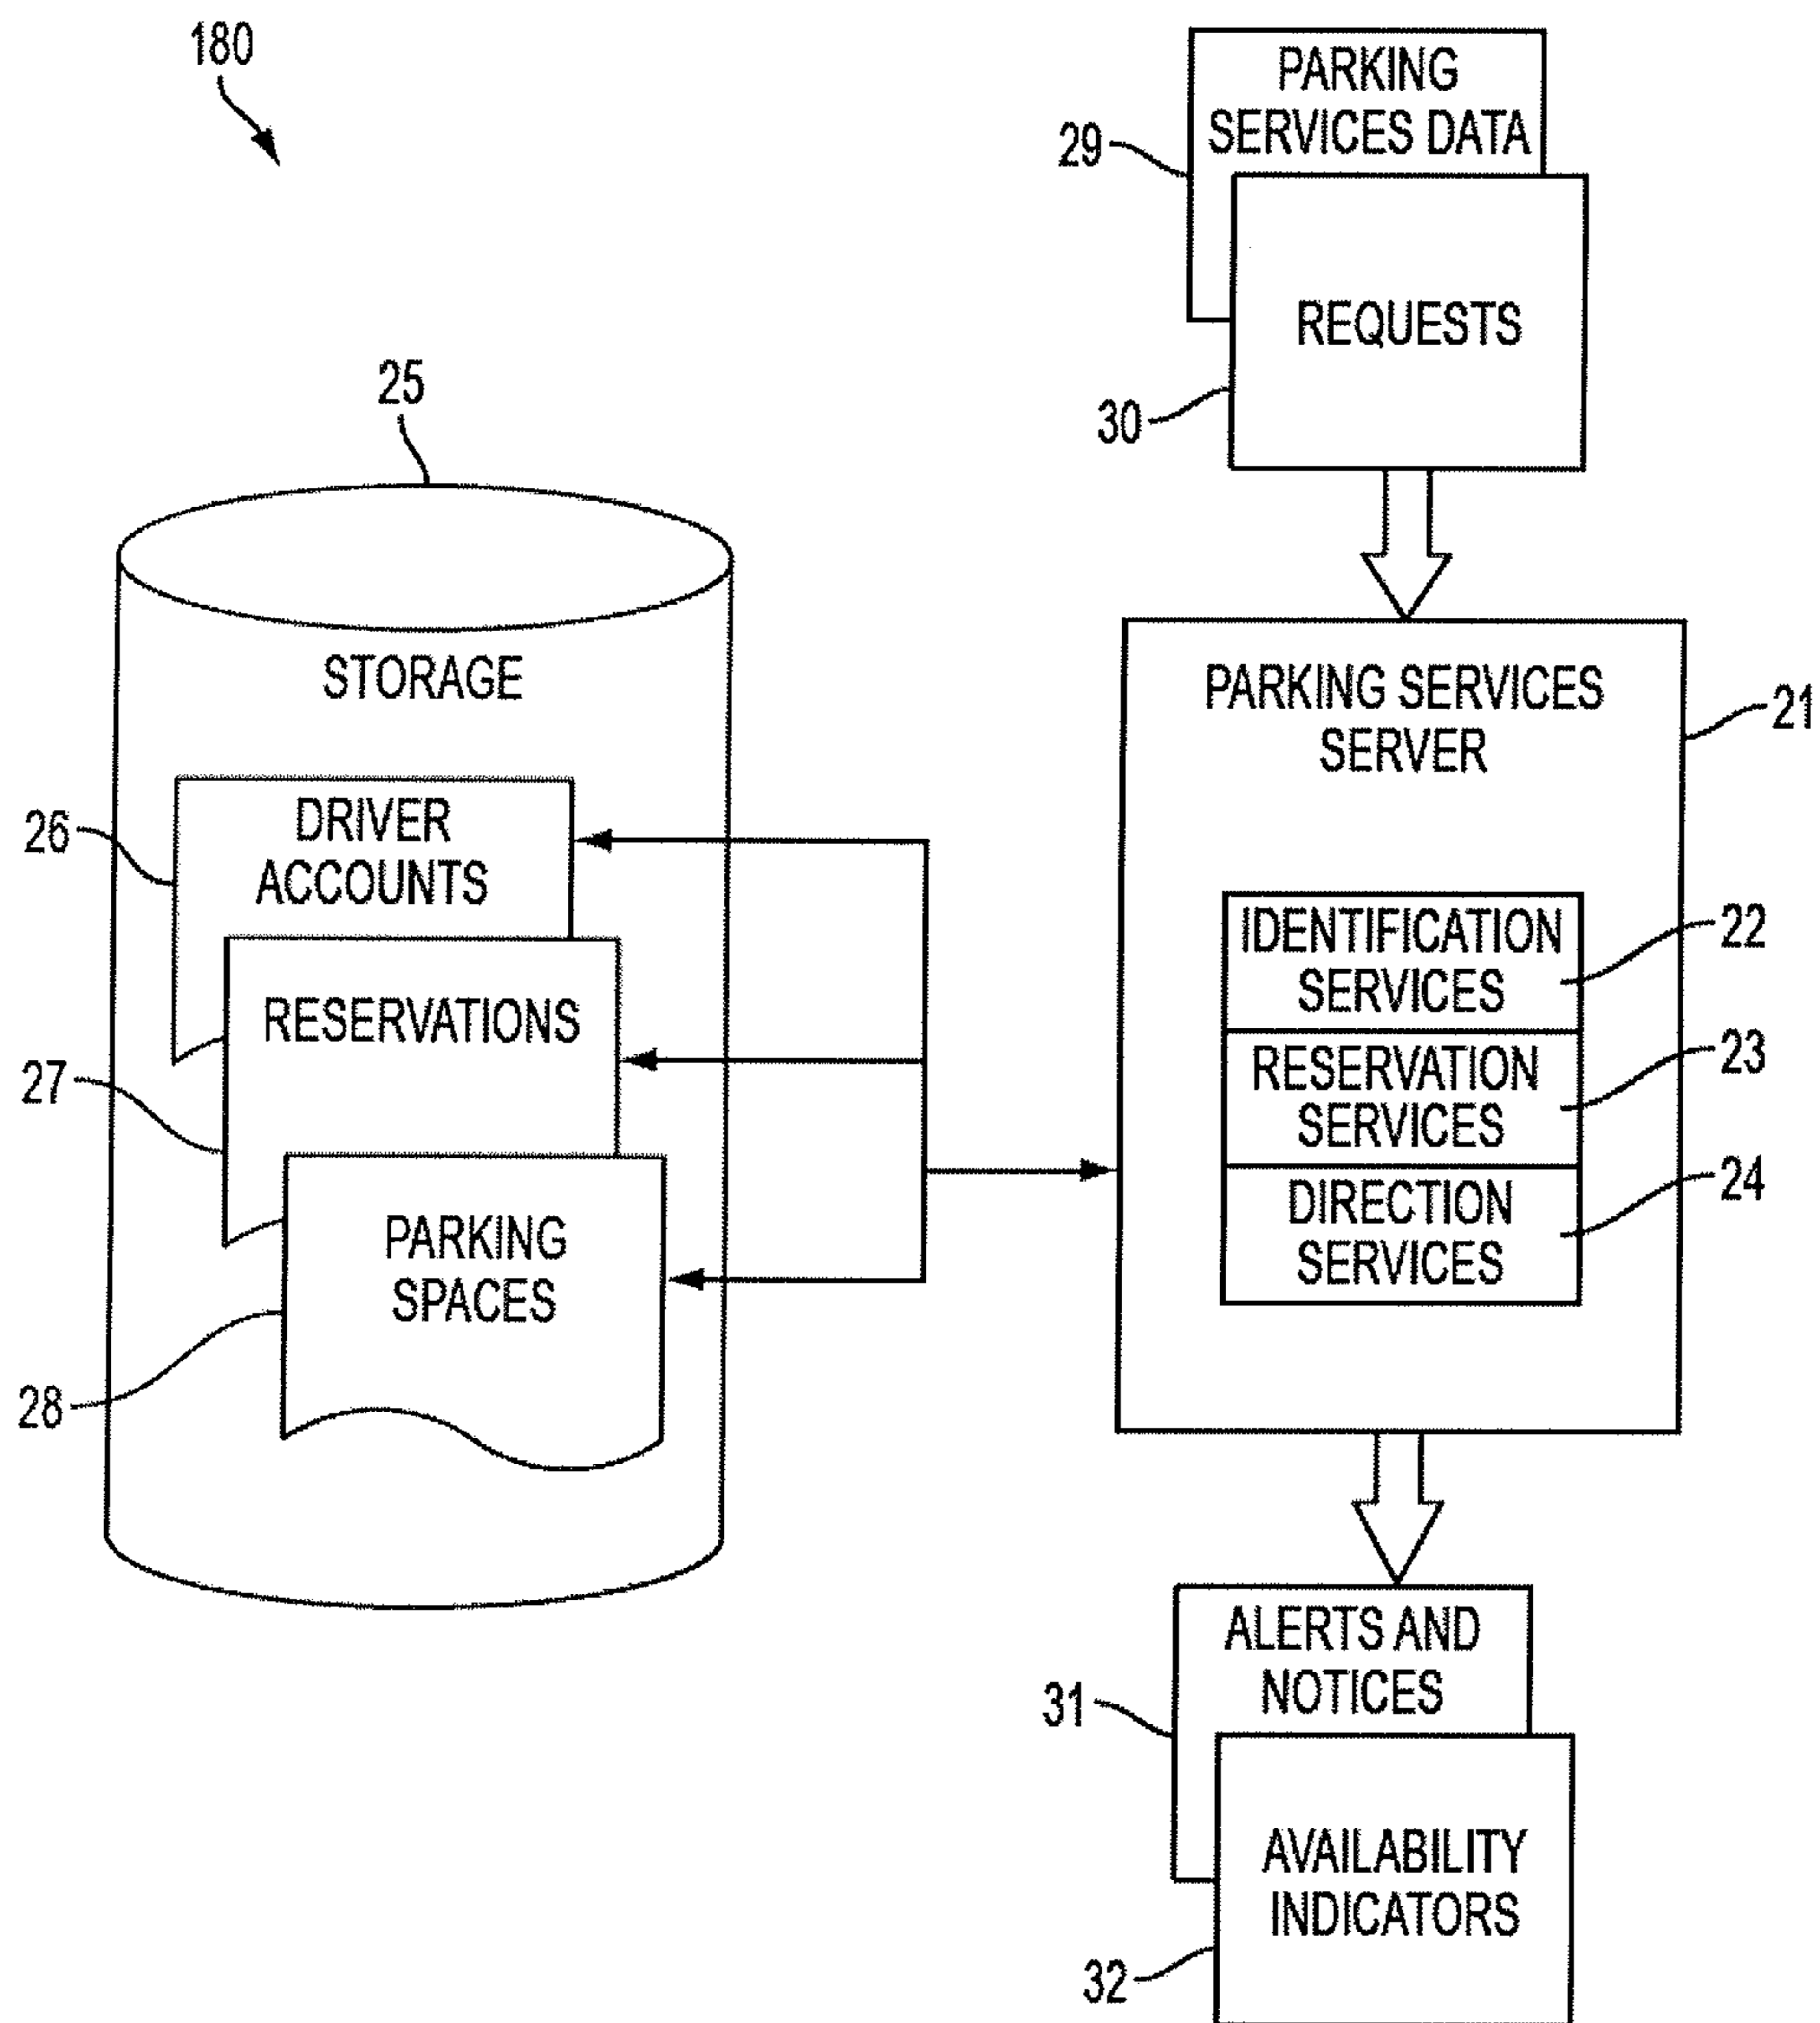 180
PARKING
SERVICES DATA
29
REQUESTS
30
25
STORAGE
PARKING SERVICES
SERVER
21
DRIVER
ACCOUNTS
26
RESERVATIONS
27
PARKING
SPACES
28
IDENTIFICATION
SERVICES
22
RESERVATION
SERVICES
23
DIRECTION
SERVICES
24
ALERTS AND
NOTICES
31
AVAILABILITY
INDICATORS
32